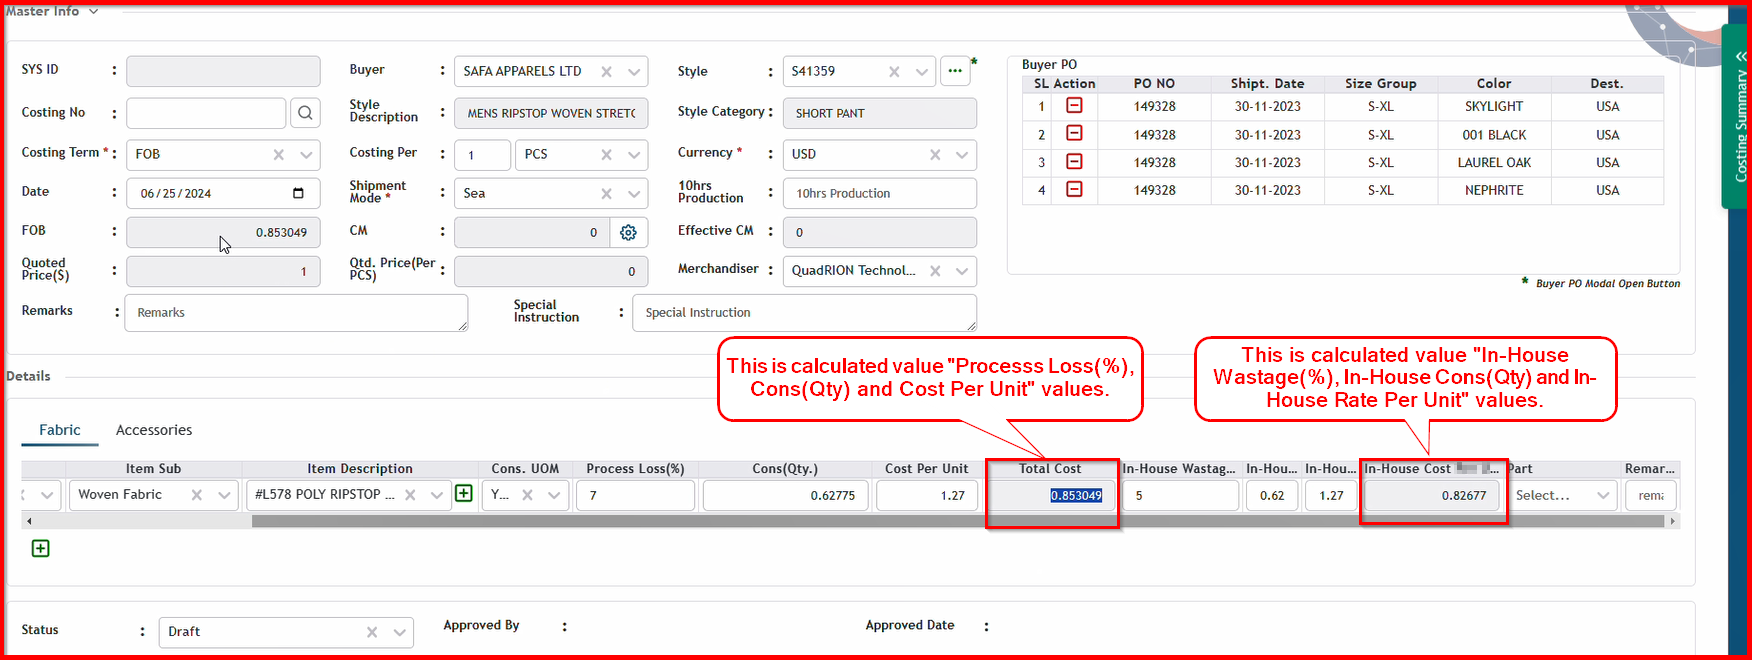 Master Info
SYS ID :
Buyer : SAFA APPARELS LTD
Style : S41359 ... *
Costing No :
Style Description : MENS RIPSTOP WOVEN STRETC
Style Category : SHORT PANT
Costing Term * : FOB
Costing Per : 1 PCS
Currency * : USD
Date : 06/25/2024
Shipment Mode * : Sea
10hrs Production : 10hrs Production
FOB : 0.853049
CM : 0
Effective CM : 0
Quoted Price($) : 1
Qtd. Price(Per PCS) : 0
Merchandiser : QuadRION Technol...
Remarks : Remarks
Special Instruction : Special Instruction
Buyer PO
SL Action PO NO Shipt. Date Size Group Color Dest.
1 149328 30-11-2023 S-XL SKYLIGHT USA
2 149328 30-11-2023 S-XL 001 BLACK USA
3 149328 30-11-2023 S-XL LAUREL OAK USA
4 149328 30-11-2023 S-XL NEPHRITE USA
* Buyer PO Modal Open Button
Costing Summary
This is calculated value "Processs Loss(%),
Cons(Qty) and Cost Per Unit" values.
This is calculated value "In-House
Wastage(%), In-House Cons(Qty) and In-
House Rate Per Unit" values.
Details
Fabric Accessories
Item Sub Item Description Cons. UOM Process Loss(%) Cons(Qty.) Cost Per Unit Total Cost In-House Wastag... In-Hou... In-Hou... In-House Cost Part Remar...
Woven Fabric #L578 POLY RIPSTOP ... Y... 7 0.62775 1.27 0.853049 5 0.62 1.27 0.82677 Select... rema
Status : Draft
Approved By :
Approved Date :